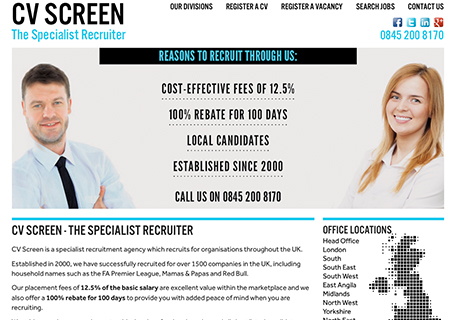 CV SCREEN
The Specialist Recruiter
OUR DIVISIONS REGISTER A CV REGISTER A VACANCY SEARCH JOBS CONTACT US
0845 200 8170
REASONS TO RECRUIT THROUGH US:
COST-EFFECTIVE FEES OF 12.5%
100% REBATE FOR 100 DAYS
LOCAL CANDIDATES
ESTABLISHED SINCE 2000
CALL US ON 0845 200 8170
CV SCREEN - THE SPECIALIST RECRUITER
CV Screen is a specialist recruitment agency which recruits for organisations throughout the UK.
Established in 2000, we have successfully recruited for over 1500 companies in the UK, including
household names such as the FA Premier League, Mamas & Papas and Red Bull.
Our placement fees of 12.5% of the basic salary are excellent value within the marketplace and we
also offer a 100% rebate for 100 days to provide you with added peace of mind when you are
recruiting.
OFFICE LOCATIONS
Head Office
London
South
South East
South West
East Anglia
Midlands
North West
Yorkshire
North East